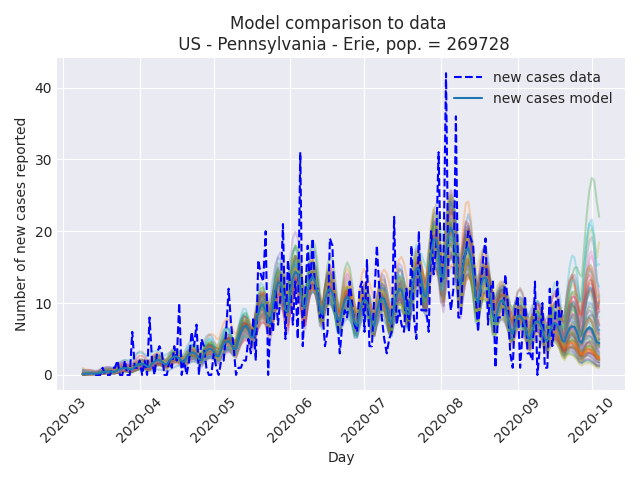 Model comparison to data
US - Pennsylvania - Erie, pop. = 269728
new cases data
new cases model
Number of new cases reported
40
30
20
10
0
2020-03
2020-04
2020-05
2020-06
2020-07
2020-08
2020-09
2020-10
Day